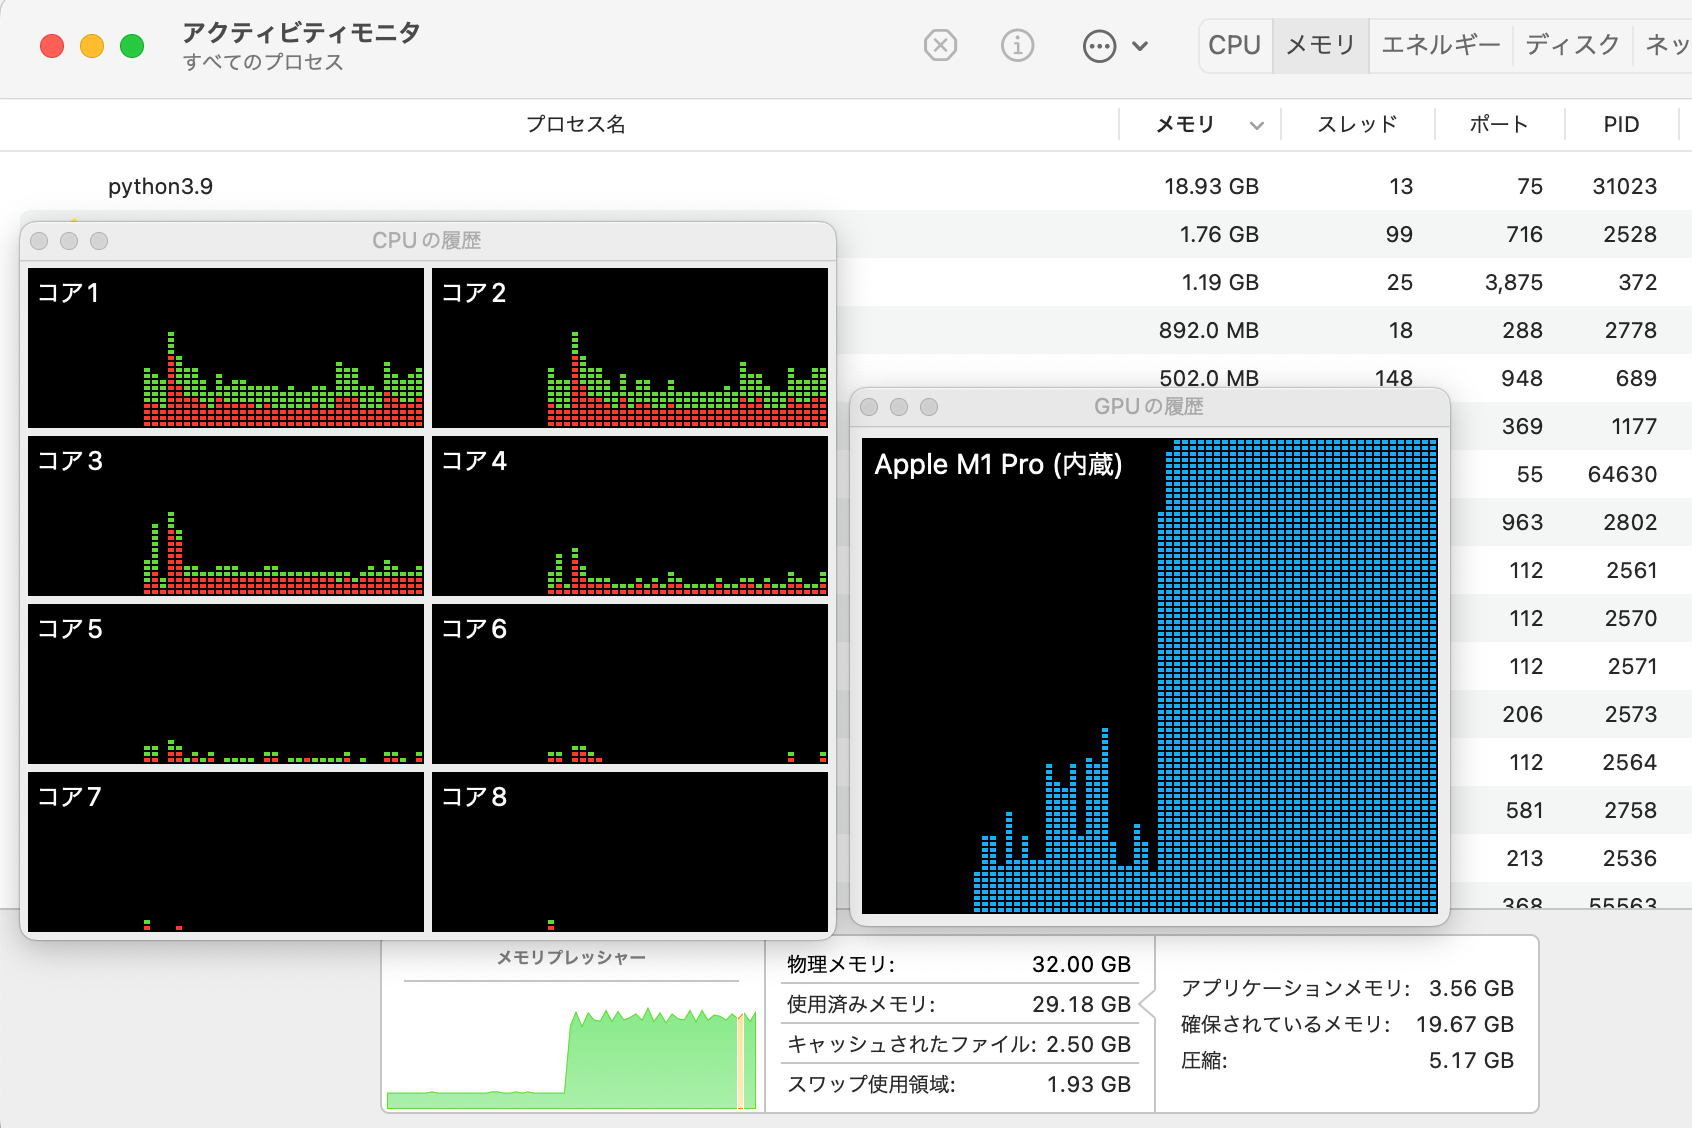 アクティビティモニタ
すべてのプロセス
CPU メモリ エネルギー ディスク ネッ
プロセス名 メモリ スレッド ポート PID
python3.9 18.93 GB 13 75 31023
1.76 GB 99 716 2528
1.19 GB 25 3,875 372
892.0 MB 18 288 2778
502.0 MB 148 948 689
369 1177
55 64630
963 2802
112 2561
112 2570
112 2571
206 2573
112 2564
581 2758
213 2536
368 55563
CPUの履歴
コア1 コア2
コア3 コア4
コア5 コア6
コア7 コア8
GPUの履歴
Apple M1 Pro (内蔵)
メモリプレッシャー
物理メモリ: 32.00 GB
使用済みメモリ: 29.18 GB
キャッシュされたファイル: 2.50 GB
スワップ使用領域: 1.93 GB
アプリケーションメモリ: 3.56 GB
確保されているメモリ: 19.67 GB
圧縮: 5.17 GB